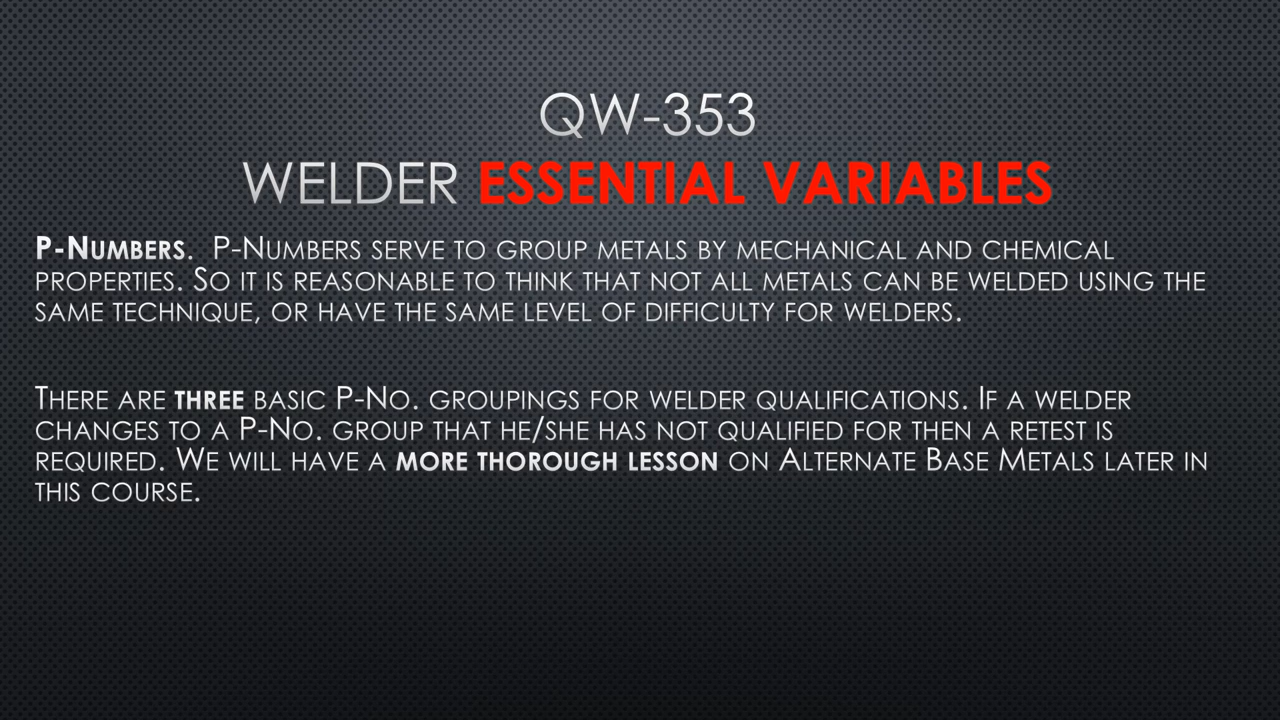 QW-353
WELDER ESSENTIAL VARIABLES
P-NUMBERS. P-NUMBERS SERVE TO GROUP METALS BY MECHANICAL AND CHEMICAL
PROPERTIES. SO IT IS REASONABLE TO THINK THAT NOT ALL METALS CAN BE WELDED USING THE
SAME TECHNIQUE, OR HAVE THE SAME LEVEL OF DIFFICULTY FOR WELDERS.
THERE ARE THREE BASIC P-NO. GROUPINGS FOR WELDER QUALIFICATIONS. IF A WELDER
CHANGES TO A P-NO. GROUP THAT HE/SHE HAS NOT QUALIFIED FOR THEN A RETEST IS
REQUIRED. WE WILL HAVE A MORE THOROUGH LESSON ON ALTERNATE BASE METALS LATER IN
THIS COURSE.